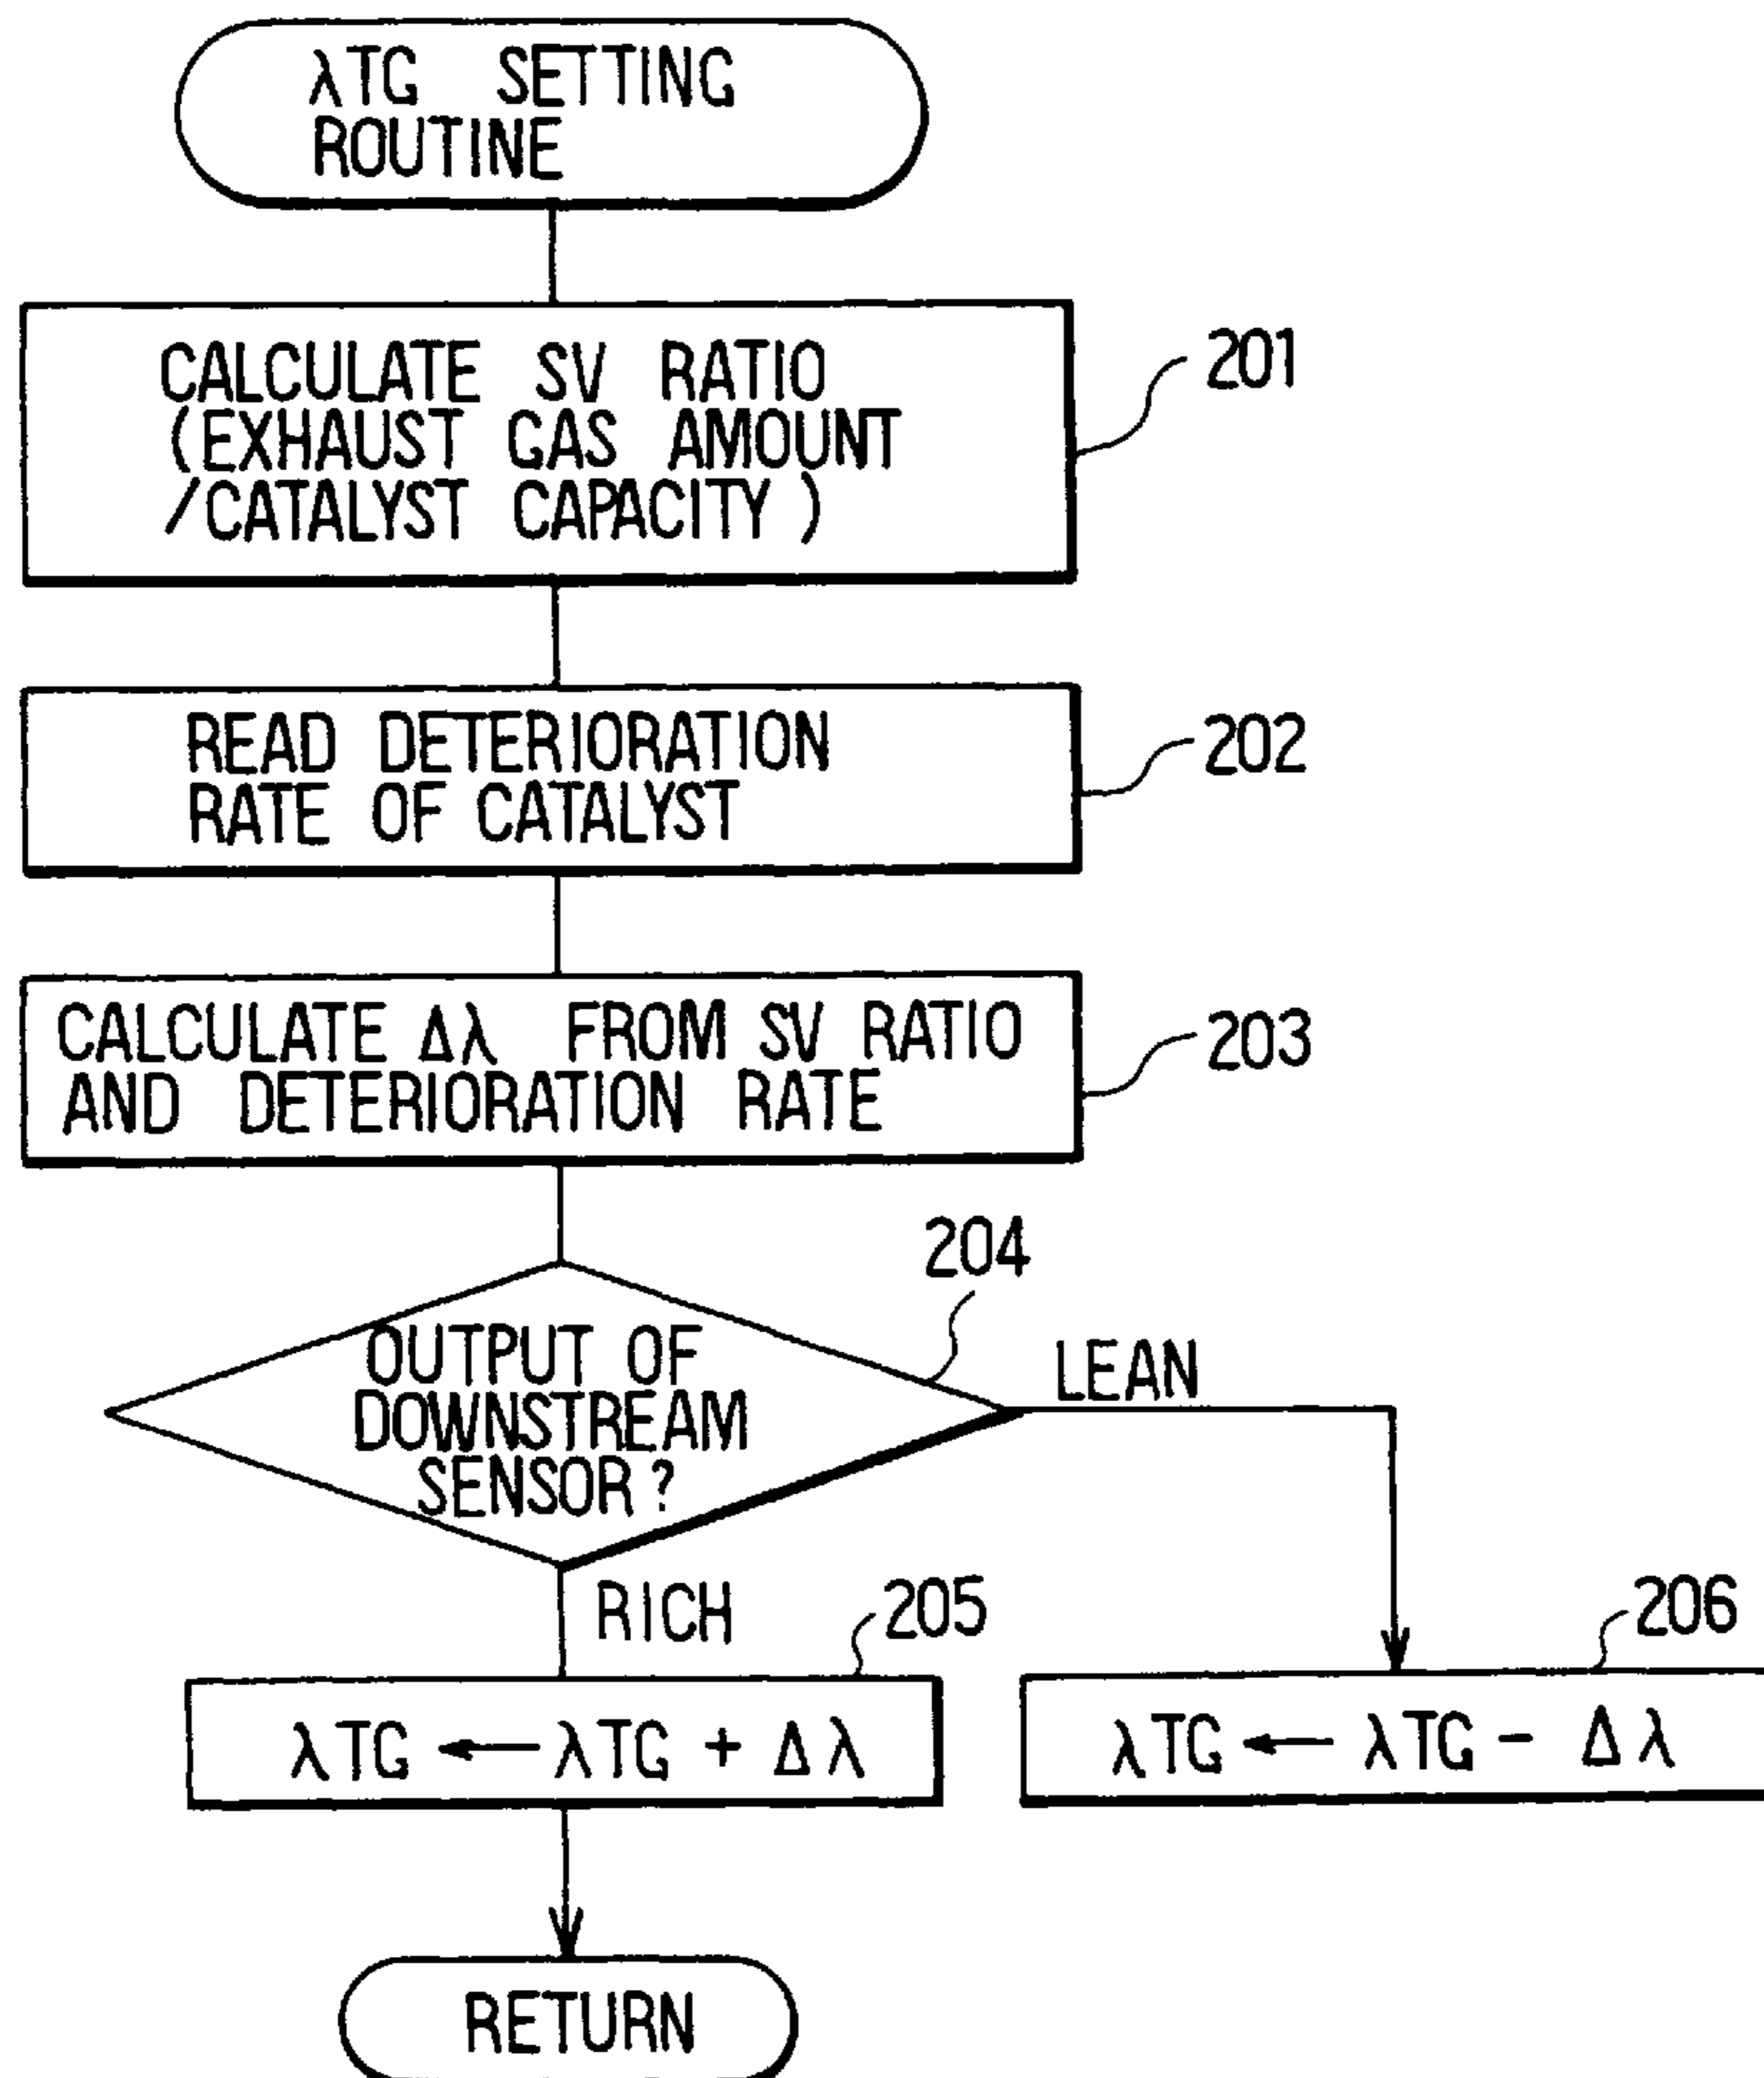 λTG SETTING
ROUTINE
CALCULATE SV RATIO
(EXHAUST GAS AMOUNT
/CATALYST CAPACITY)
201
READ DETERIORATION
RATE OF CATALYST
202
CALCULATE Δλ FROM SV RATIO
AND DETERIORATION RATE
203
204
OUTPUT OF
DOWNSTREAM
SENSOR?
LEAN
RICH
205
206
λTG ← λTG + Δλ
λTG ← λTG - Δλ
RETURN